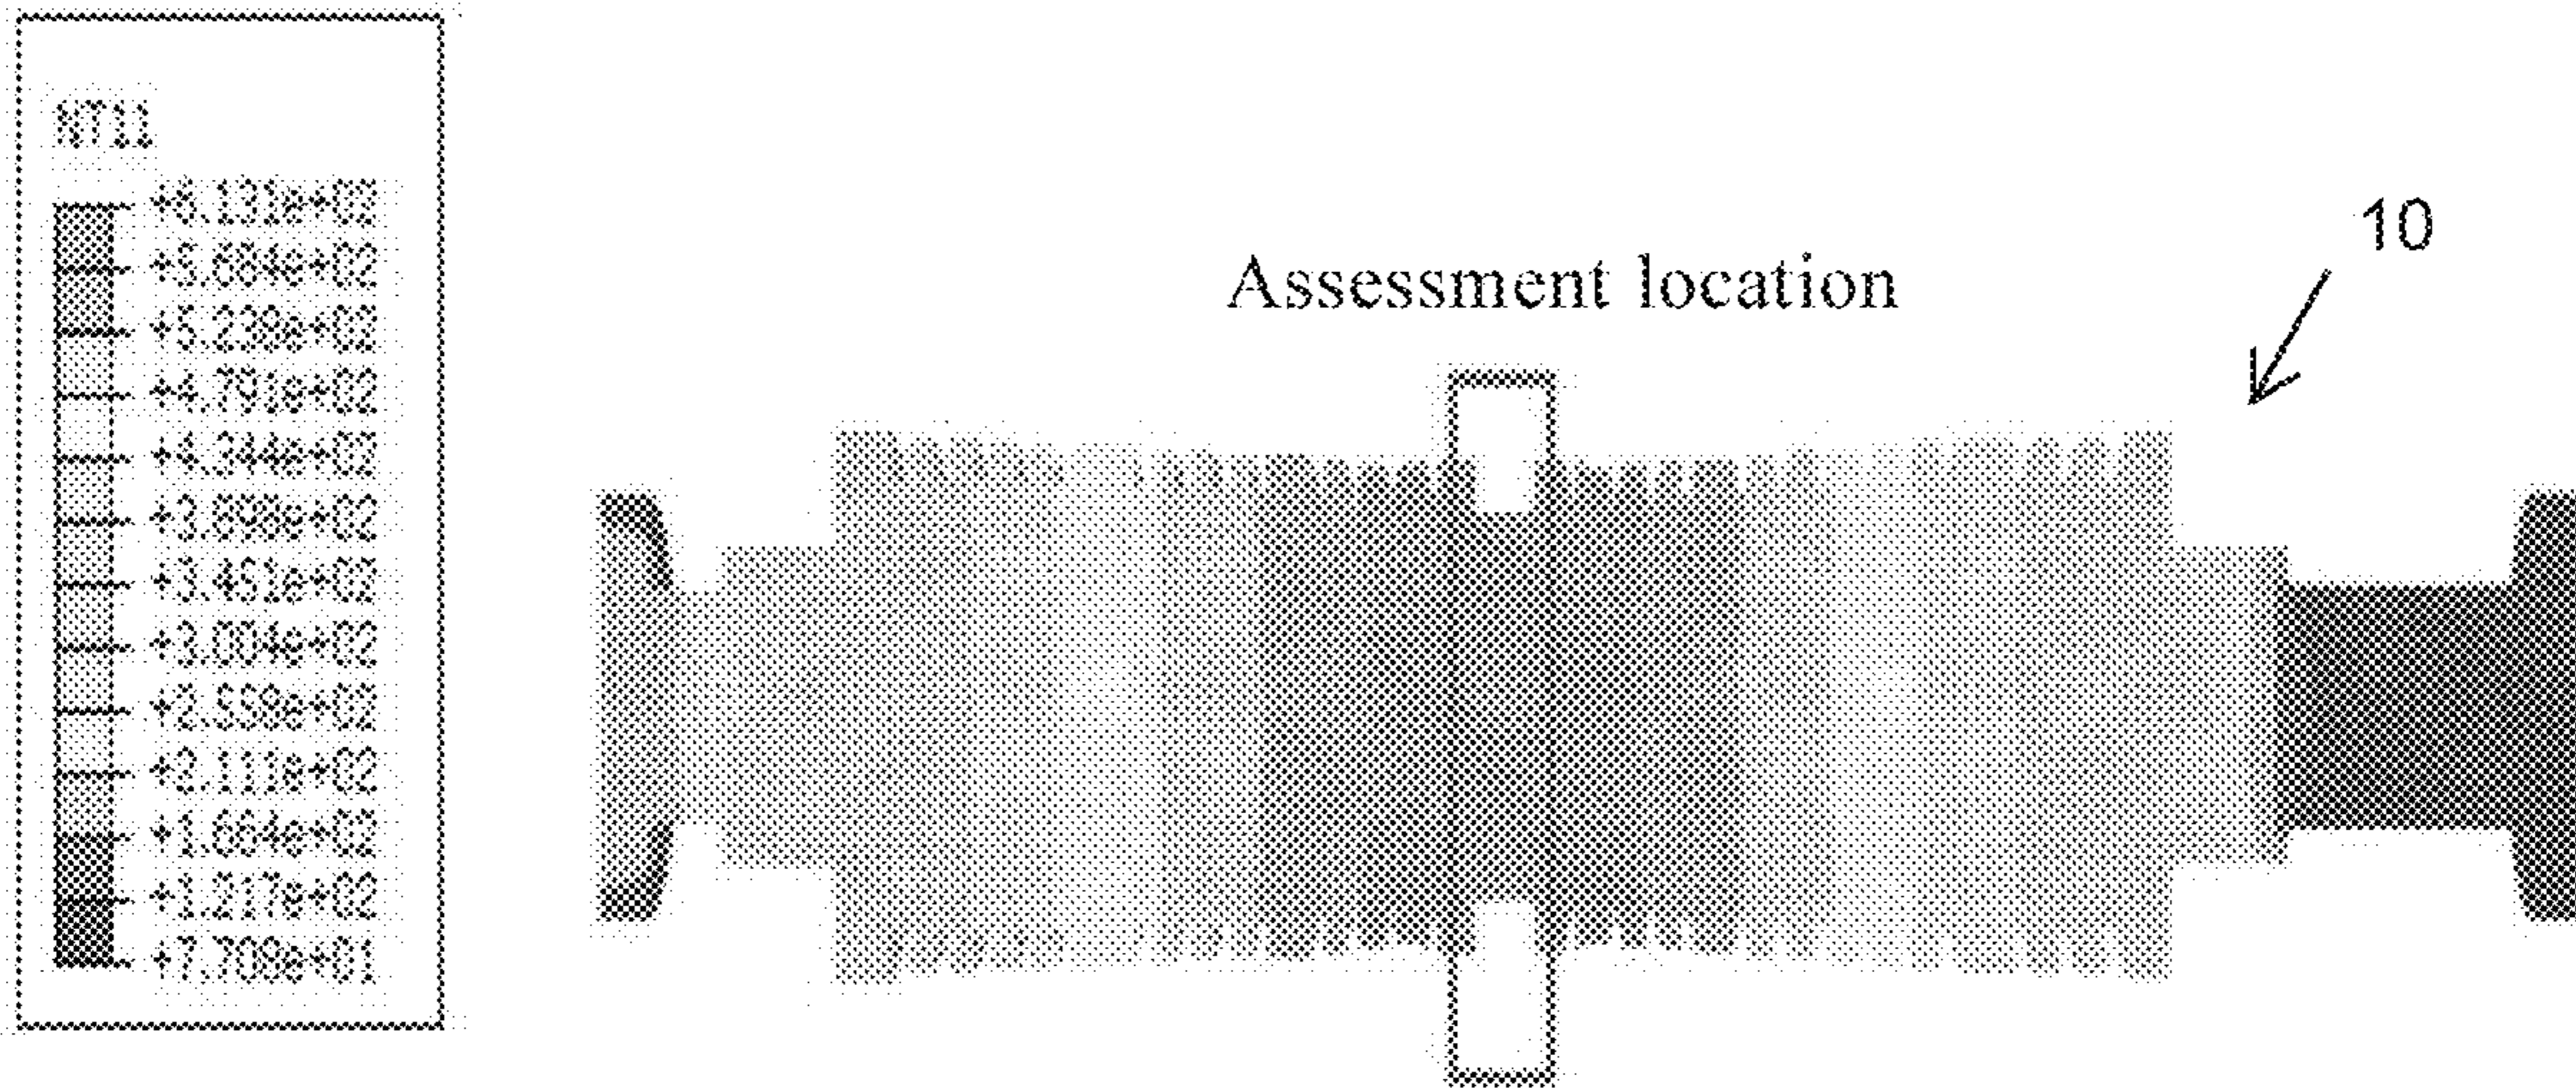 NT11
+6.131e+02
+5.684e+02
+5.238e+02
+4.791e+02
+4.344e+02
+3.898e+02
+3.451e+02
+3.004e+02
+2.558e+02
+2.111e+02
+1.664e+02
+1.217e+02
+7.708e+01
Assessment location
10